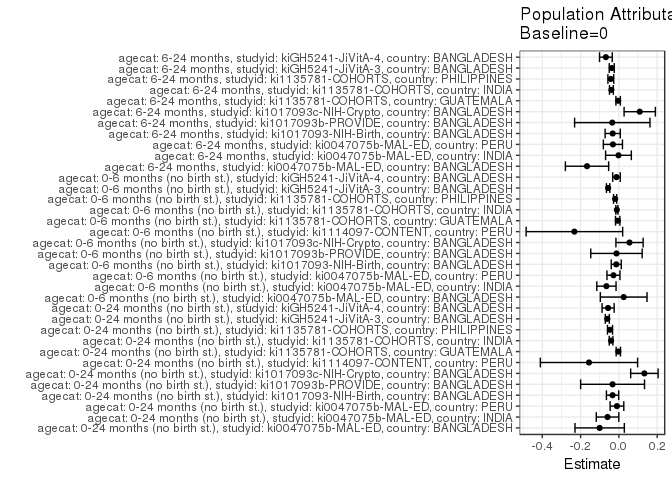 Population Attributa
Baseline=0
agecat: 6-24 months, studyid: kiGH5241-JiVitA-4, country: BANGLADESH
agecat: 6-24 months, studyid: kiGH5241-JiVitA-3, country: BANGLADESH
agecat: 6-24 months, studyid: ki1135781-COHORTS, country: PHILIPPINES
agecat: 6-24 months, studyid: ki1135781-COHORTS, country: INDIA
agecat: 6-24 months, studyid: ki1135781-COHORTS, country: GUATEMALA
agecat: 6-24 months, studyid: ki1017093c-NIH-Crypto, country: BANGLADESH
agecat: 6-24 months, studyid: ki1017093b-PROVIDE, country: BANGLADESH
agecat: 6-24 months, studyid: ki1017093-NIH-Birth, country: BANGLADESH
agecat: 6-24 months, studyid: ki0047075b-MAL-ED, country: PERU
agecat: 6-24 months, studyid: ki0047075b-MAL-ED, country: INDIA
agecat: 6-24 months, studyid: ki0047075b-MAL-ED, country: BANGLADESH
agecat: 0-6 months (no birth st.), studyid: kiGH5241-JiVitA-4, country: BANGLADESH
agecat: 0-6 months (no birth st.), studyid: kiGH5241-JiVitA-3, country: BANGLADESH
agecat: 0-6 months (no birth st.), studyid: ki1135781-COHORTS, country: PHILIPPINES
agecat: 0-6 months (no birth st.), studyid: ki1135781-COHORTS, country: INDIA
agecat: 0-6 months (no birth st.), studyid: ki1135781-COHORTS, country: GUATEMALA
agecat: 0-6 months (no birth st.), studyid: ki1114097-CONTENT, country: PERU
agecat: 0-6 months (no birth st.), studyid: ki1017093c-NIH-Crypto, country: BANGLADESH
agecat: 0-6 months (no birth st.), studyid: ki1017093b-PROVIDE, country: BANGLADESH
agecat: 0-6 months (no birth st.), studyid: ki1017093-NIH-Birth, country: BANGLADESH
agecat: 0-6 months (no birth st.), studyid: ki0047075b-MAL-ED, country: PERU
agecat: 0-6 months (no birth st.), studyid: ki0047075b-MAL-ED, country: INDIA
agecat: 0-6 months (no birth st.), studyid: ki0047075b-MAL-ED, country: BANGLADESH
agecat: 0-24 months (no birth st.), studyid: kiGH5241-JiVitA-4, country: BANGLADESH
agecat: 0-24 months (no birth st.), studyid: kiGH5241-JiVitA-3, country: BANGLADESH
agecat: 0-24 months (no birth st.), studyid: ki1135781-COHORTS, country: PHILIPPINES
agecat: 0-24 months (no birth st.), studyid: ki1135781-COHORTS, country: INDIA
agecat: 0-24 months (no birth st.), studyid: ki1135781-COHORTS, country: GUATEMALA
agecat: 0-24 months (no birth st.), studyid: ki1114097-CONTENT, country: PERU
agecat: 0-24 months (no birth st.), studyid: ki1017093c-NIH-Crypto, country: BANGLADESH
agecat: 0-24 months (no birth st.), studyid: ki1017093b-PROVIDE, country: BANGLADESH
agecat: 0-24 months (no birth st.), studyid: ki1017093-NIH-Birth, country: BANGLADESH
agecat: 0-24 months (no birth st.), studyid: ki0047075b-MAL-ED, country: PERU
agecat: 0-24 months (no birth st.), studyid: ki0047075b-MAL-ED, country: INDIA
agecat: 0-24 months (no birth st.), studyid: ki0047075b-MAL-ED, country: BANGLADESH
-0.4 -0.2 0.0 0.2
Estimate